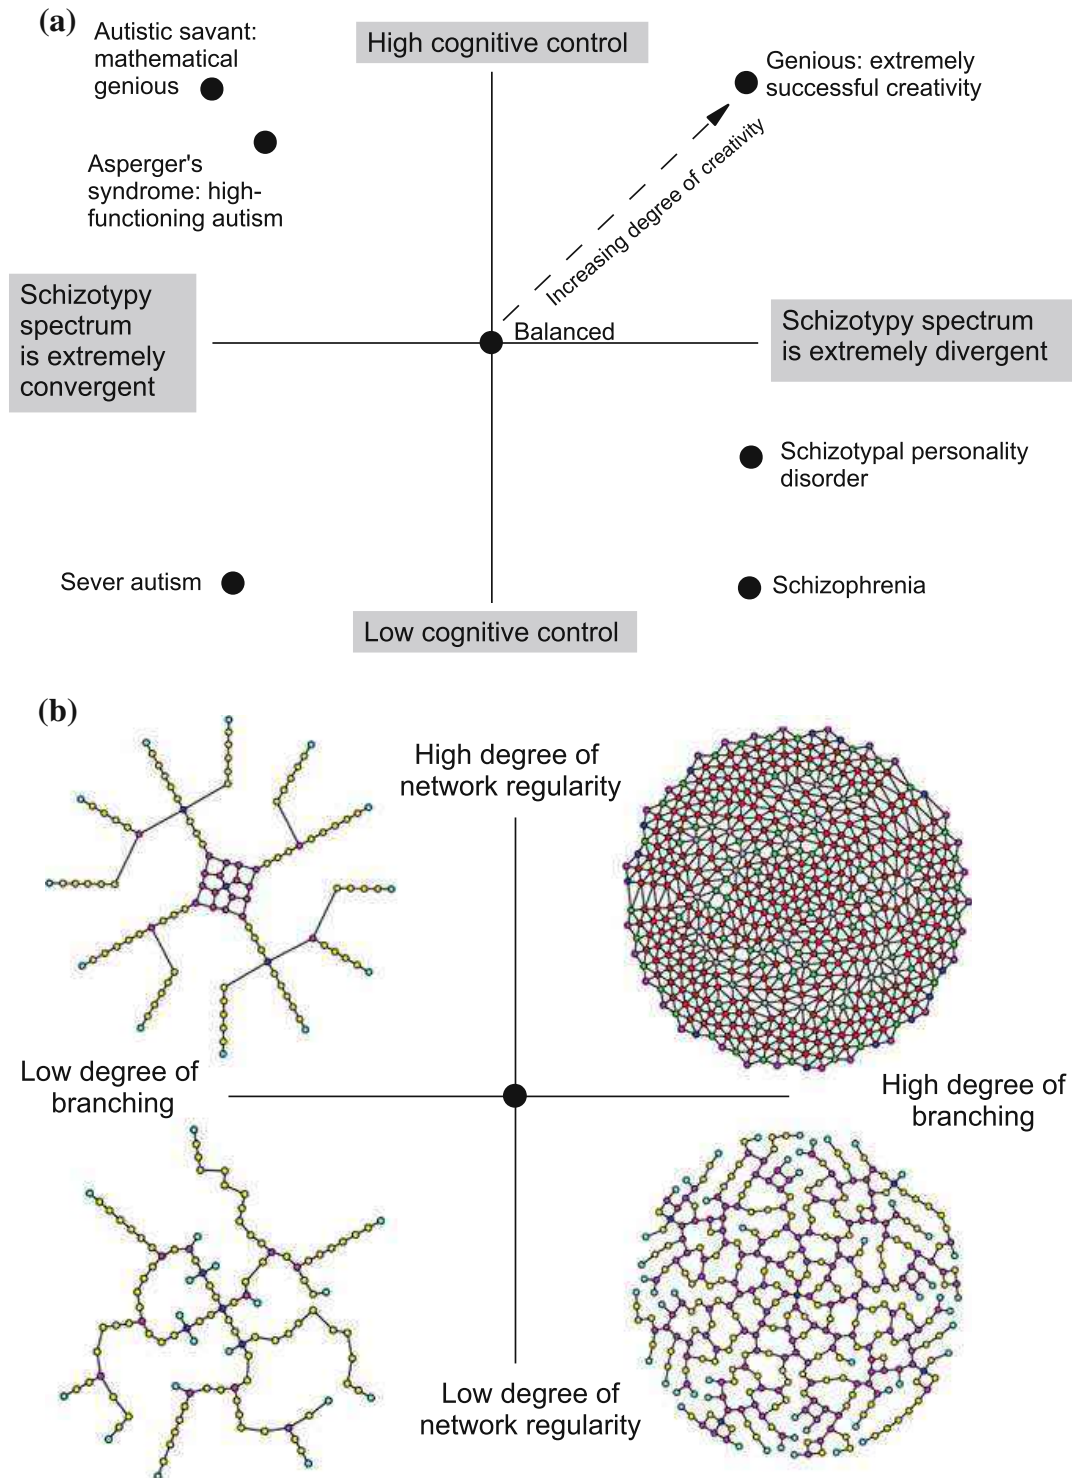 (a)
Autistic savant:
mathematical
genious
High cognitive control
Genious: extremely
successful creativity
Asperger's
syndrome: high-
functioning autism
Increasing degree of creativity
Schizotypy
spectrum
is extremely
convergent
Balanced
Schizotypy spectrum
is extremely divergent
Schizotypal personality
disorder
Sever autism
Schizophrenia
Low cognitive control
(b)
High degree of
network regularity
Low degree of
branching
High degree of
branching
Low degree of
network regularity